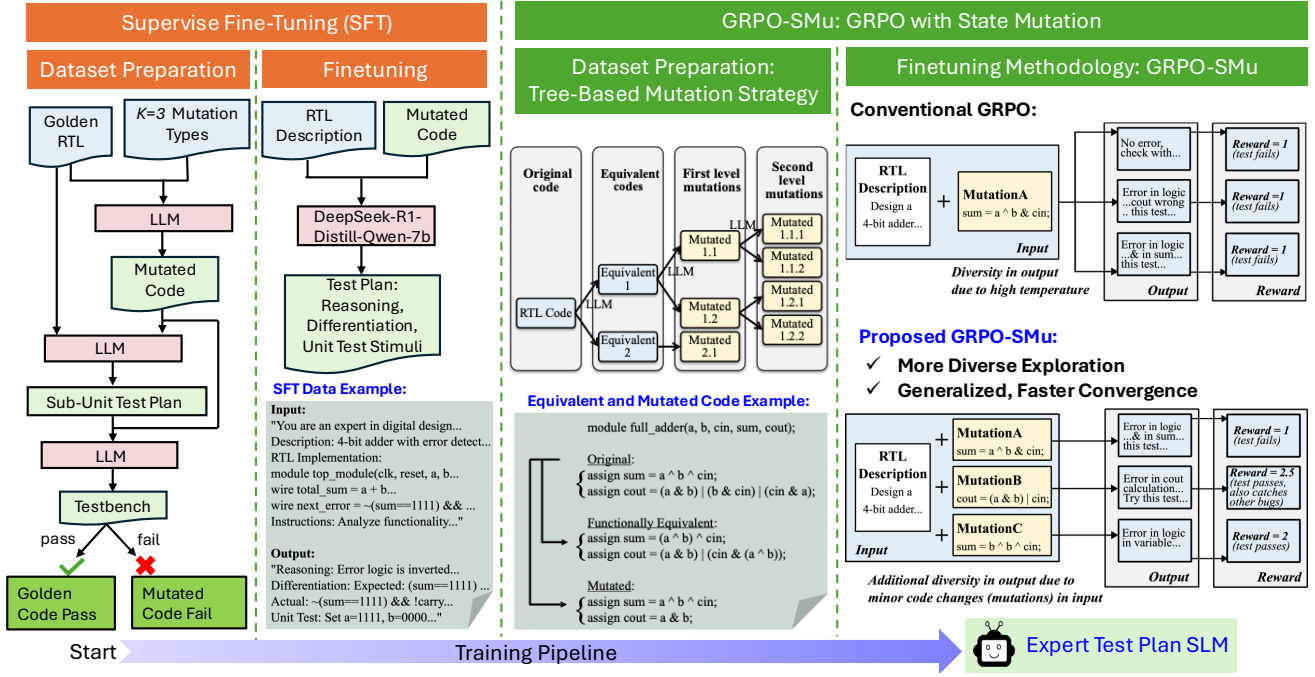 Supervise Fine-Tuning (SFT)
GRPO-SMu: GRPO with State Mutation
Dataset Preparation
Finetuning
Dataset Preparation:
Tree-Based Mutation Strategy
Finetuning Methodology: GRPO-SMu
Golden
RTL
K=3 Mutation
Types
LLM
Mutated
Code
LLM
Sub-Unit Test Plan
LLM
Testbench
pass
fail
Golden
Code Pass
Mutated
Code Fail
RTL
Description
Mutated
Code
DeepSeek-R1-
Distill-Qwen-7b
Test Plan:
Reasoning,
Differentiation,
Unit Test Stimuli
SFT Data Example:
Input:
"You are an expert in digital design...
Description: 4-bit adder with error detect...
RTL Implementation:
module top_module(clk, reset, a, b...
wire total_sum = a + b...
wire next_error = ~(sum==1111) && ...
Instructions: Analyze functionality..."
Output:
"Reasoning: Error logic is inverted...
Differentiation: Expected: (sum==1111) ...
Actual: ~(sum==1111) && !carry...
Unit Test: Set a=1111, b=0000..."
Original
code
Equivalent
codes
First level
mutations
Second
level
mutations
RTL Code
LLM
Equivalent
1
Equivalent
2
LLM
Mutated
1.1
Mutated
1.2
Mutated
2.1
LLM
Mutated
1.1.1
Mutated
1.1.2
Mutated
1.2.1
Mutated
1.2.2
Equivalent and Mutated Code Example:
module full_adder(a, b, cin, sum, cout);
Original:
assign sum = a ^ b ^ cin;
assign cout = (a & b) | (b & cin) | (cin & a);
Functionally Equivalent:
assign sum = (a ^ b) ^ cin;
assign cout = (a & b) | (cin & (a ^ b));
Mutated:
assign sum = a ^ b ^ cin;
assign cout = a & b;
Conventional GRPO:
RTL
Description
Design a
4-bit adder...
+
MutationA
sum = a ^ b & cin;
Input
Diversity in output
due to high temperature
No error,
check with...
Error in logic
...cout wrong
.. this test...
Error in logic
...& in sum...
this test...
Output
Reward = 1
(test fails)
Reward =1
(test fails)
Reward = 1
(test fails)
Reward
Proposed GRPO-SMu:
✓ More Diverse Exploration
✓ Generalized, Faster Convergence
RTL
Description
Design a
4-bit adder...
Input
+
MutationA
sum = a ^ b & cin;
+
MutationB
cout = (a & b) | cin;
+
MutationC
sum = b ^ b ^ cin;
Additional diversity in output due to
minor code changes (mutations) in input
Error in logic
...& in sum...
this test...
Error in cout
calculation...
Try this test...
Error in logic
in variable...
Output
Reward = 1
(test fails)
Reward = 2.5
(test passes,
also catches
other bugs)
Reward = 2
(test passes)
Reward
Start
Training Pipeline
Expert Test Plan SLM